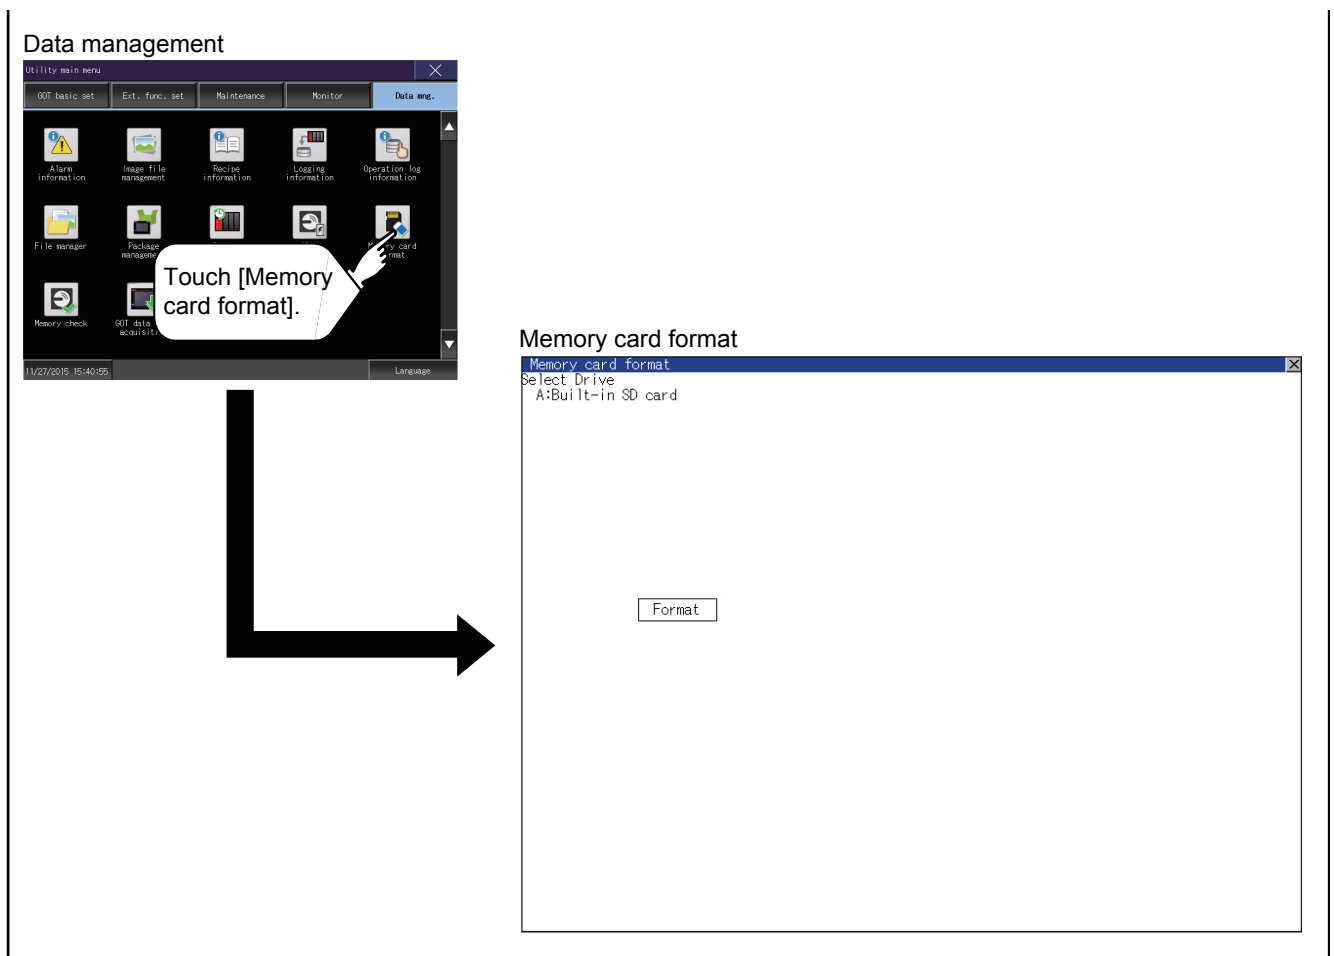 Data management
Utility main menu
GOT basic set
Ext. func. set
Maintenance
Monitor
Data mng.
Alarm
information
Image file
management
Recipe
information
Logging
information
Operation log
information
File manager
Package
card
Memory check
GOT data
Touch [Memory
card format].
11/27/2015 15:40:55
Language
Memory card format
Memory card format
Select Drive
A:Built-in SD card
Format